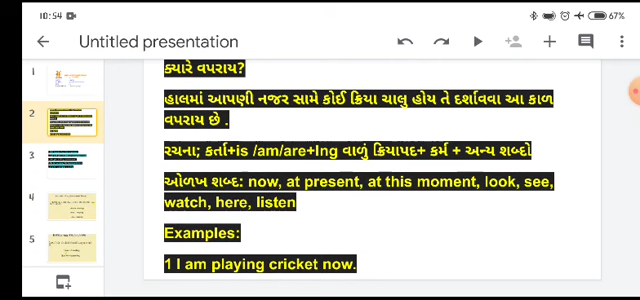 10:54
67%
Untitled presentation
1
2
3
4
5
ક્યારે વપરાય?
હાલમાં આપણી નજર સામે કોઈ ક્રિયા ચાલુ હોય તે દર્શાવવા આ કાળ
વપરાય છે .
રચના; કર્તા+is /am/are+Ing વાળું ક્રિયાપદ+ કર્મ + અન્ય શબ્દો
ઓળખ શબ્દ: now, at present, at this moment, look, see,
watch, here, listen
Examples:
1 I am playing cricket now.